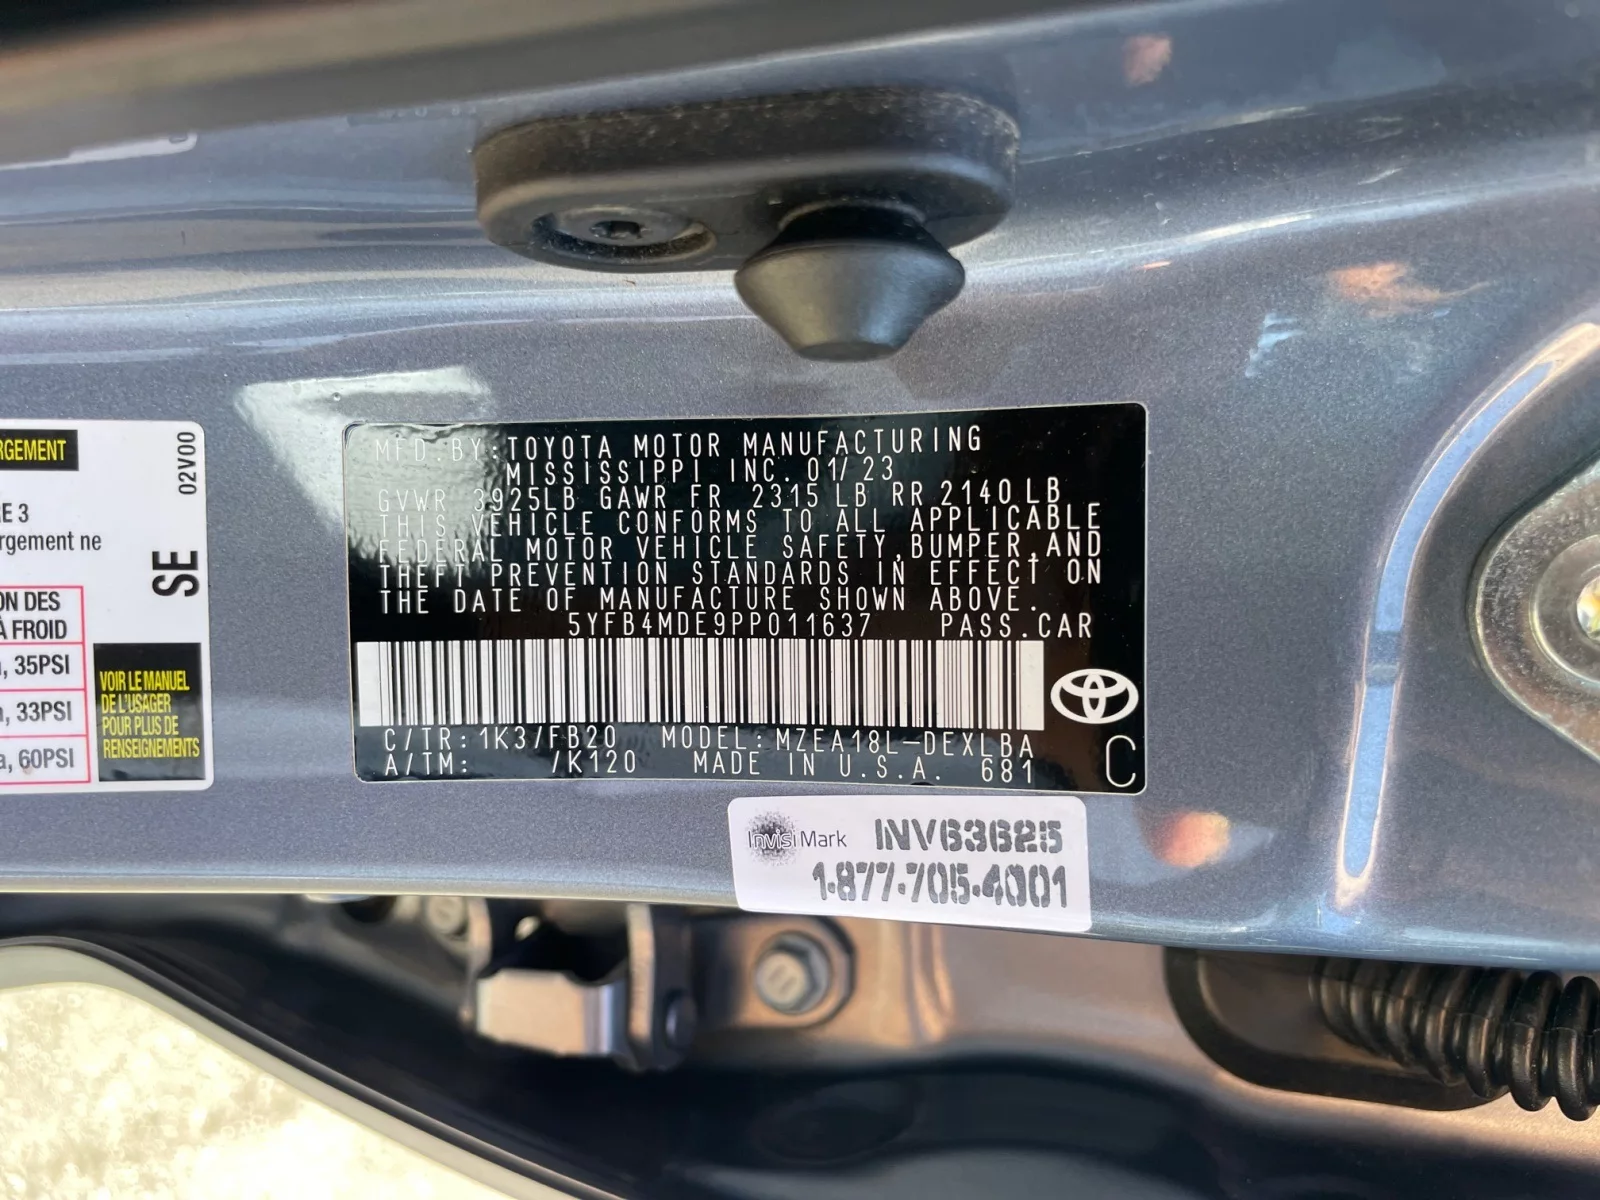 RGEMENT
02V00
E 3
rgement ne
SE
ON DES
À FROID
, 35PSI
, 33PSI
a, 60PSI
VOIR LE MANUEL
DE L'USAGER
POUR PLUS DE
RENSEIGNEMENTS
MFD.BY:TOYOTA MOTOR MANUFACTURING
MISSISSIPPI INC. 01/23
GVWR 3925LB GAWR FR 2315 LB RR 2140 LB
THIS VEHICLE CONFORMS TO ALL APPLICABLE
FEDERAL MOTOR VEHICLE SAFETY,BUMPER,AND
THEFT PREVENTION STANDARDS IN EFFECT ON
THE DATE OF MANUFACTURE SHOWN ABOVE.
5YFB4MDE9PP011637 PASS.CAR
C/TR:1K3/FB20 MODEL:MZEA18L-DEXLBA
A/TM: /K120 MADE IN U.S.A. 681
C
InvisiMark INV63625
1-877-705-4001